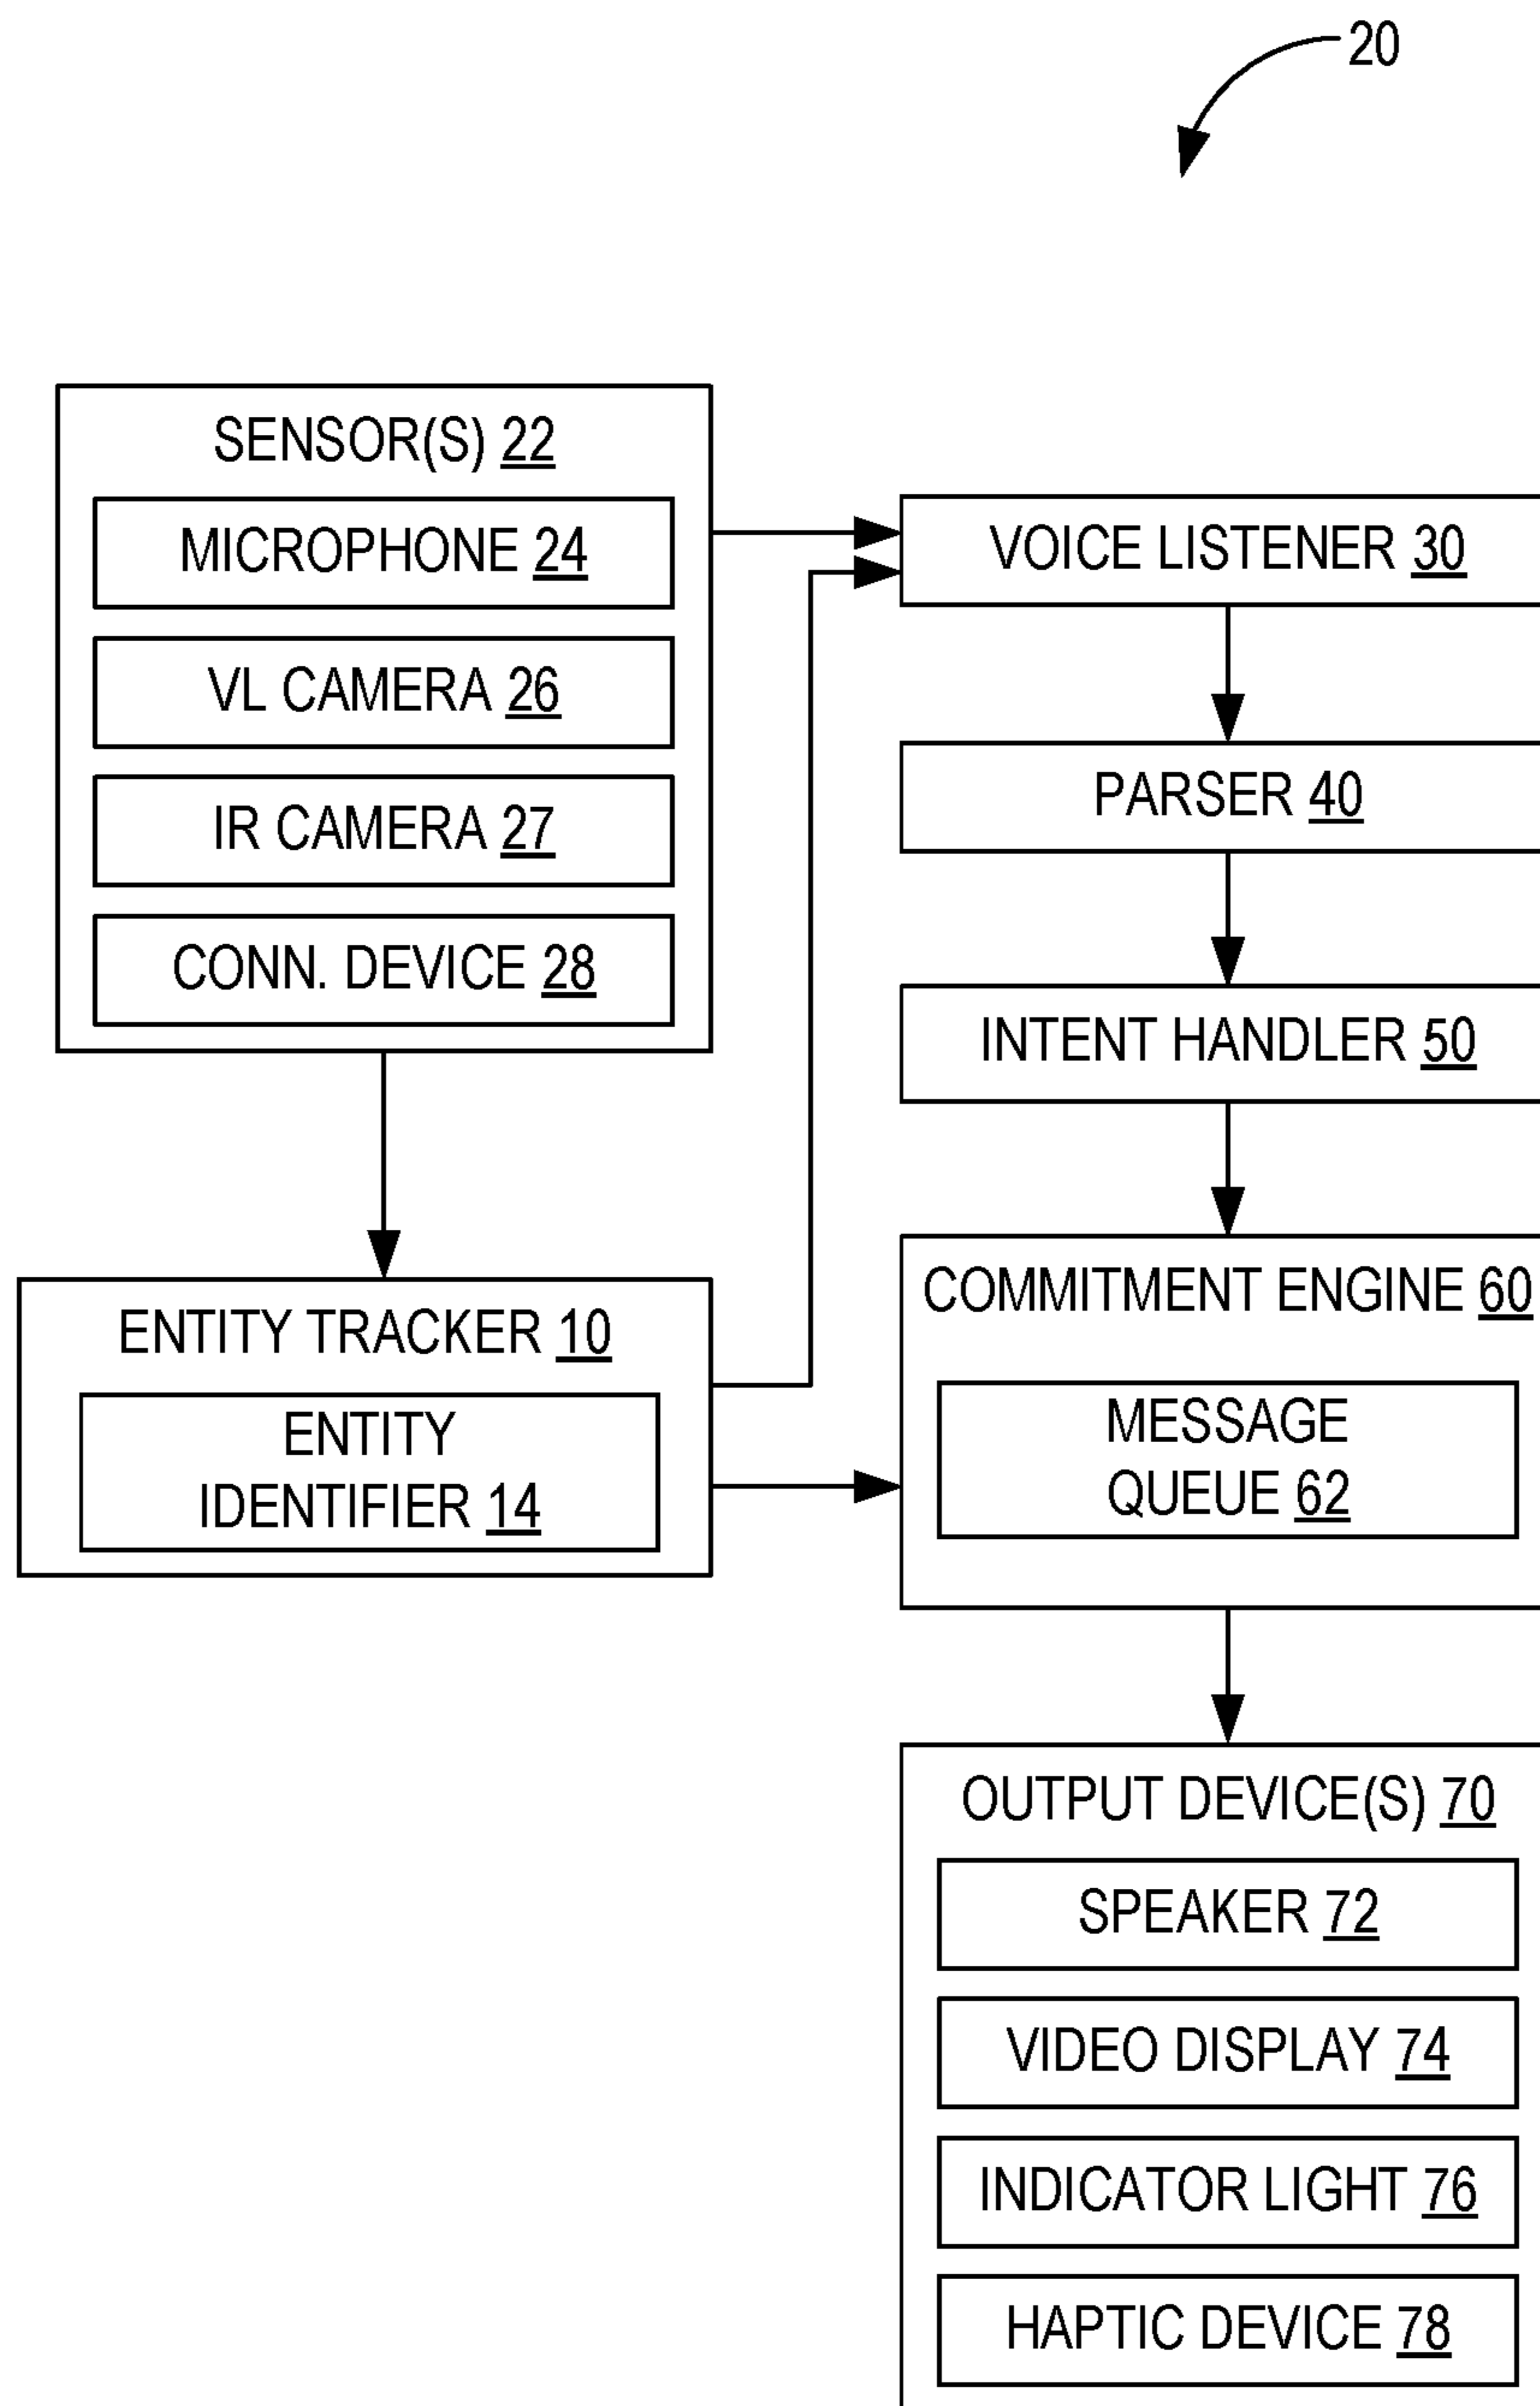 20
SENSOR(S) 22
MICROPHONE 24
VL CAMERA 26
IR CAMERA 27
CONN. DEVICE 28
ENTITY TRACKER 10
ENTITY
IDENTIFIER 14
VOICE LISTENER 30
PARSER 40
INTENT HANDLER 50
COMMITMENT ENGINE 60
MESSAGE
QUEUE 62
OUTPUT DEVICE(S) 70
SPEAKER 72
VIDEO DISPLAY 74
INDICATOR LIGHT 76
HAPTIC DEVICE 78